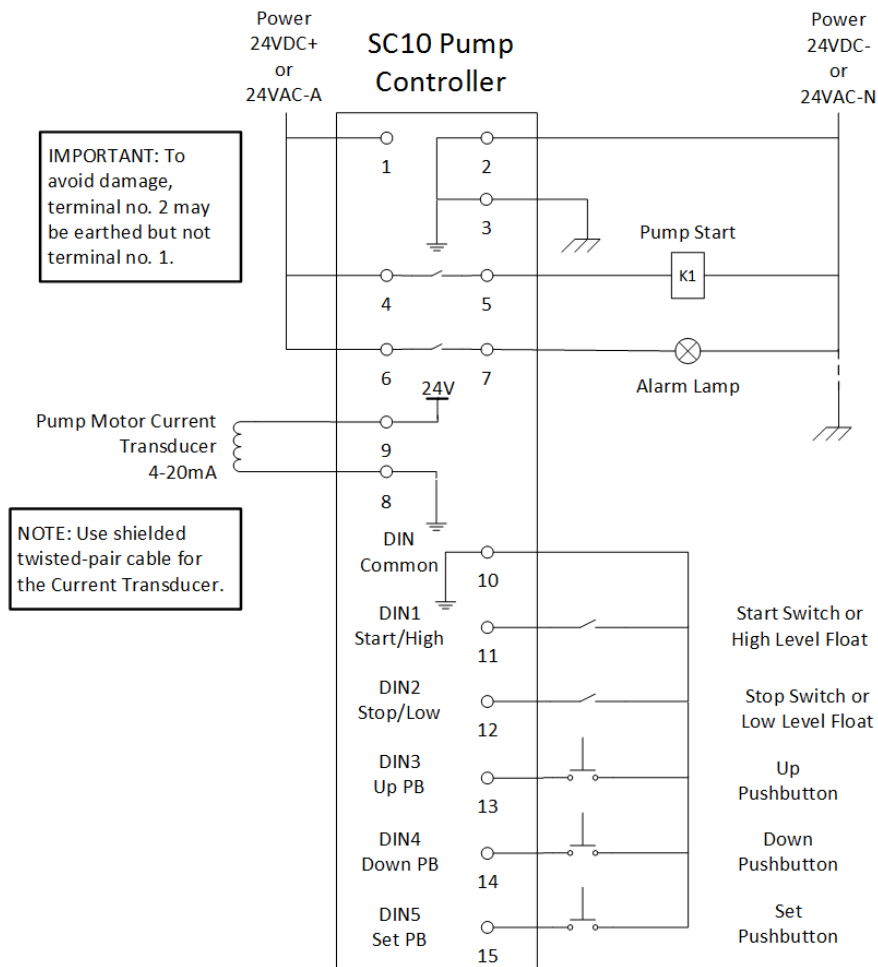 Power
24VDC+
or
24VAC-A
SC10 Pump
Controller
Power
24VDC-
or
24VAC-N
IMPORTANT: To
avoid damage,
terminal no. 2 may
be earthed but not
terminal no. 1.
1
2
3
Pump Start
K1
4
5
6
7
Alarm Lamp
24V
Pump Motor Current
Transducer
4-20mA
9
8
NOTE: Use shielded
twisted-pair cable for
the Current Transducer.
DIN
Common
10
DIN1
Start/High
11
Start Switch or
High Level Float
DIN2
Stop/Low
12
Stop Switch or
Low Level Float
DIN3
Up PB
13
Up
Pushbutton
DIN4
Down PB
14
Down
Pushbutton
DIN5
Set PB
15
Set
Pushbutton